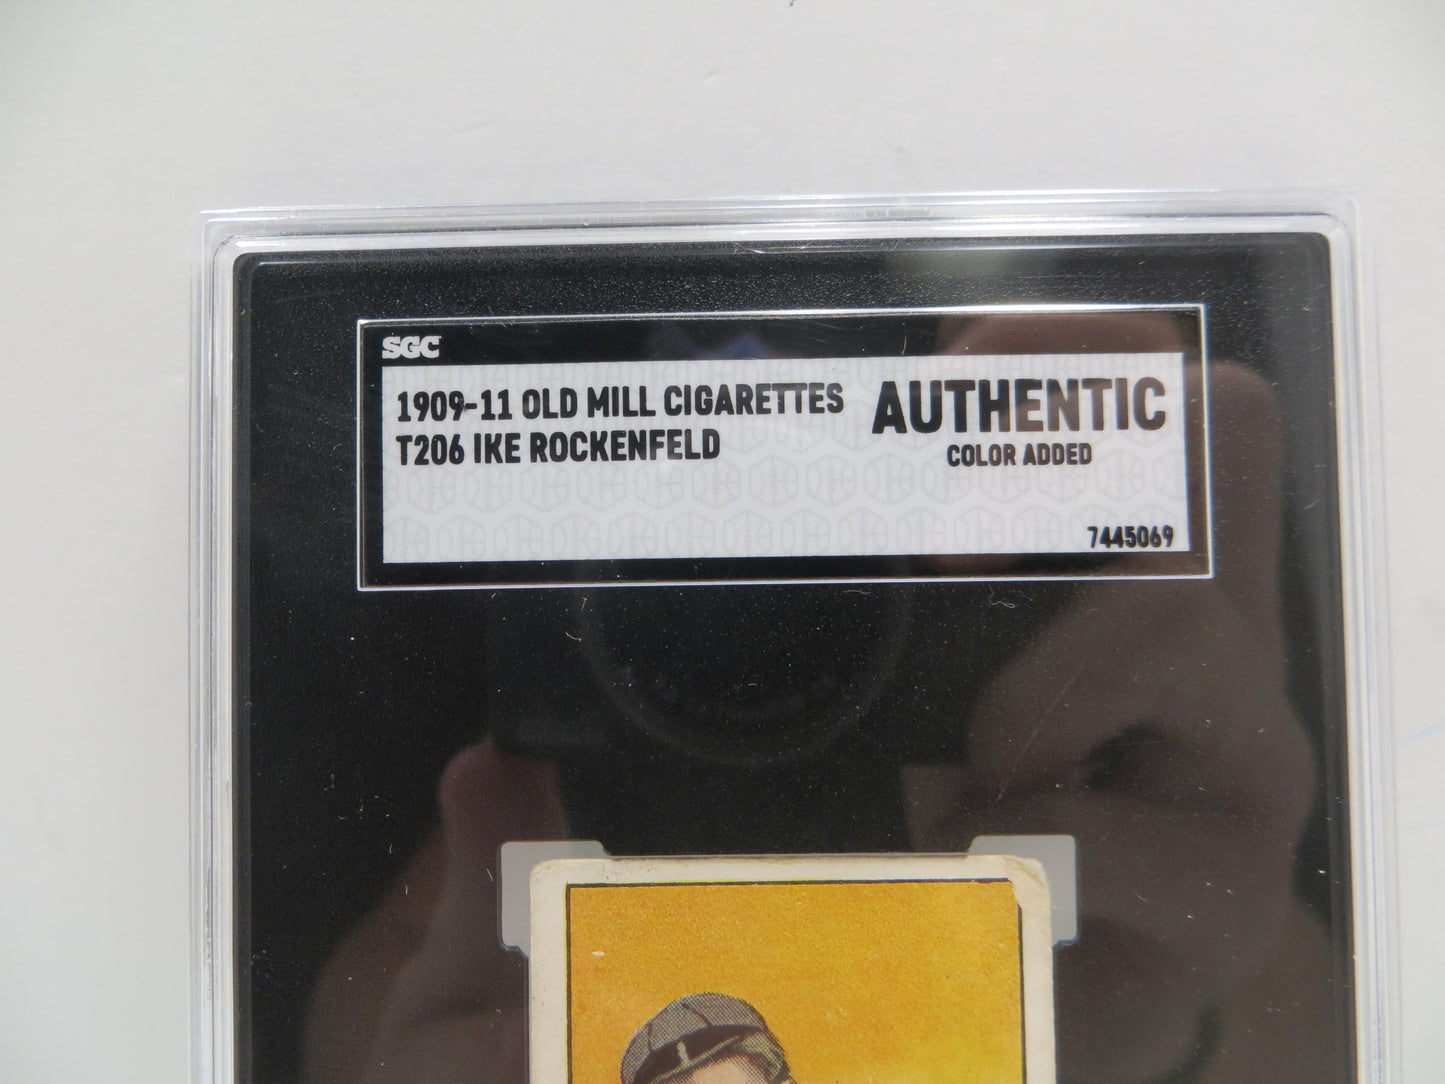 SGC
1909-11 OLD MILL CIGARETTES
T206 IKE ROCKENFELD
AUTHENTIC
COLOR ADDED
7445069